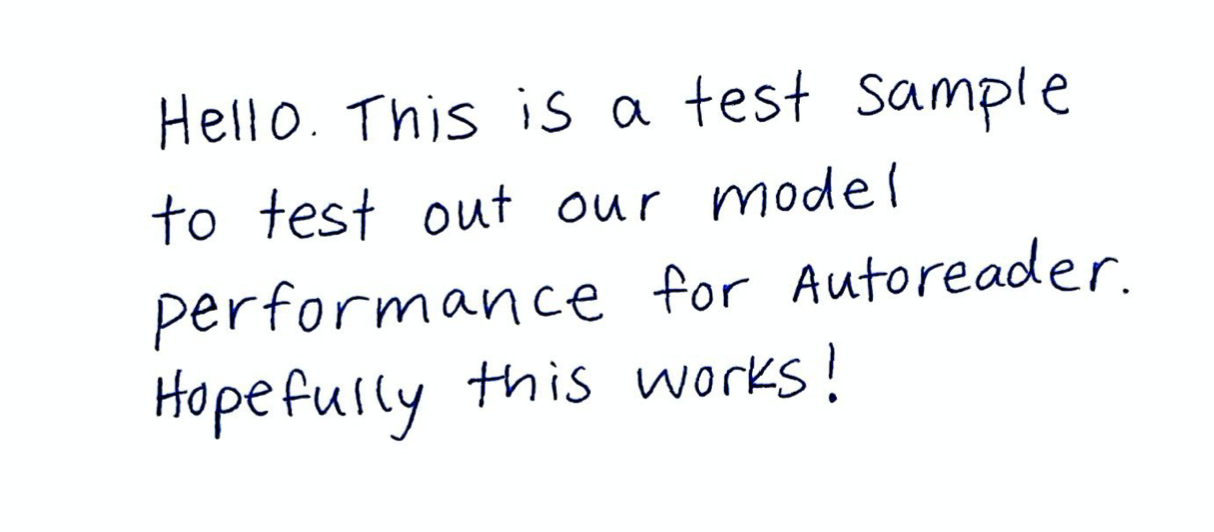 Hello. This is a test sample
to test out our model
performance for Autoreader.
Hopefully this works!